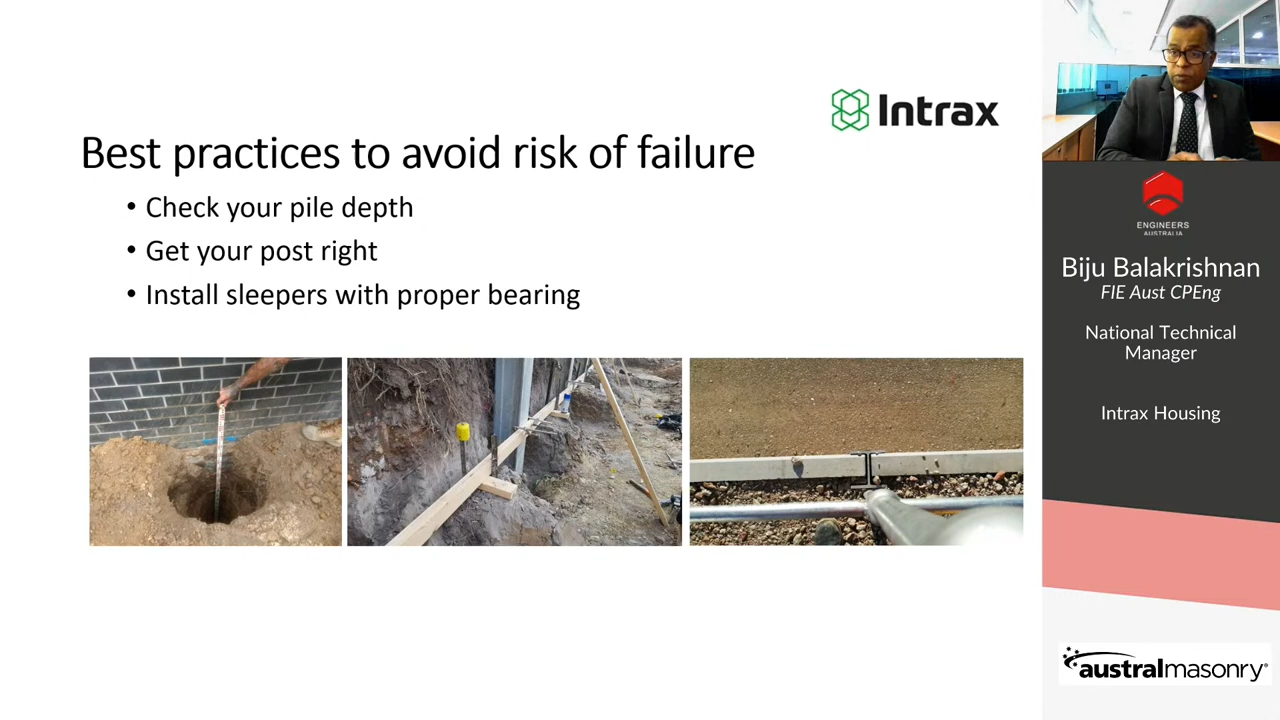 Intrax
Best practices to avoid risk of failure
• Check your pile depth
• Get your post right
• Install sleepers with proper bearing
ENGINEERS
AUSTRALIA
Biju Balakrishnan
FIE Aust CPEng
National Technical
Manager
Intrax Housing
australmasonry®